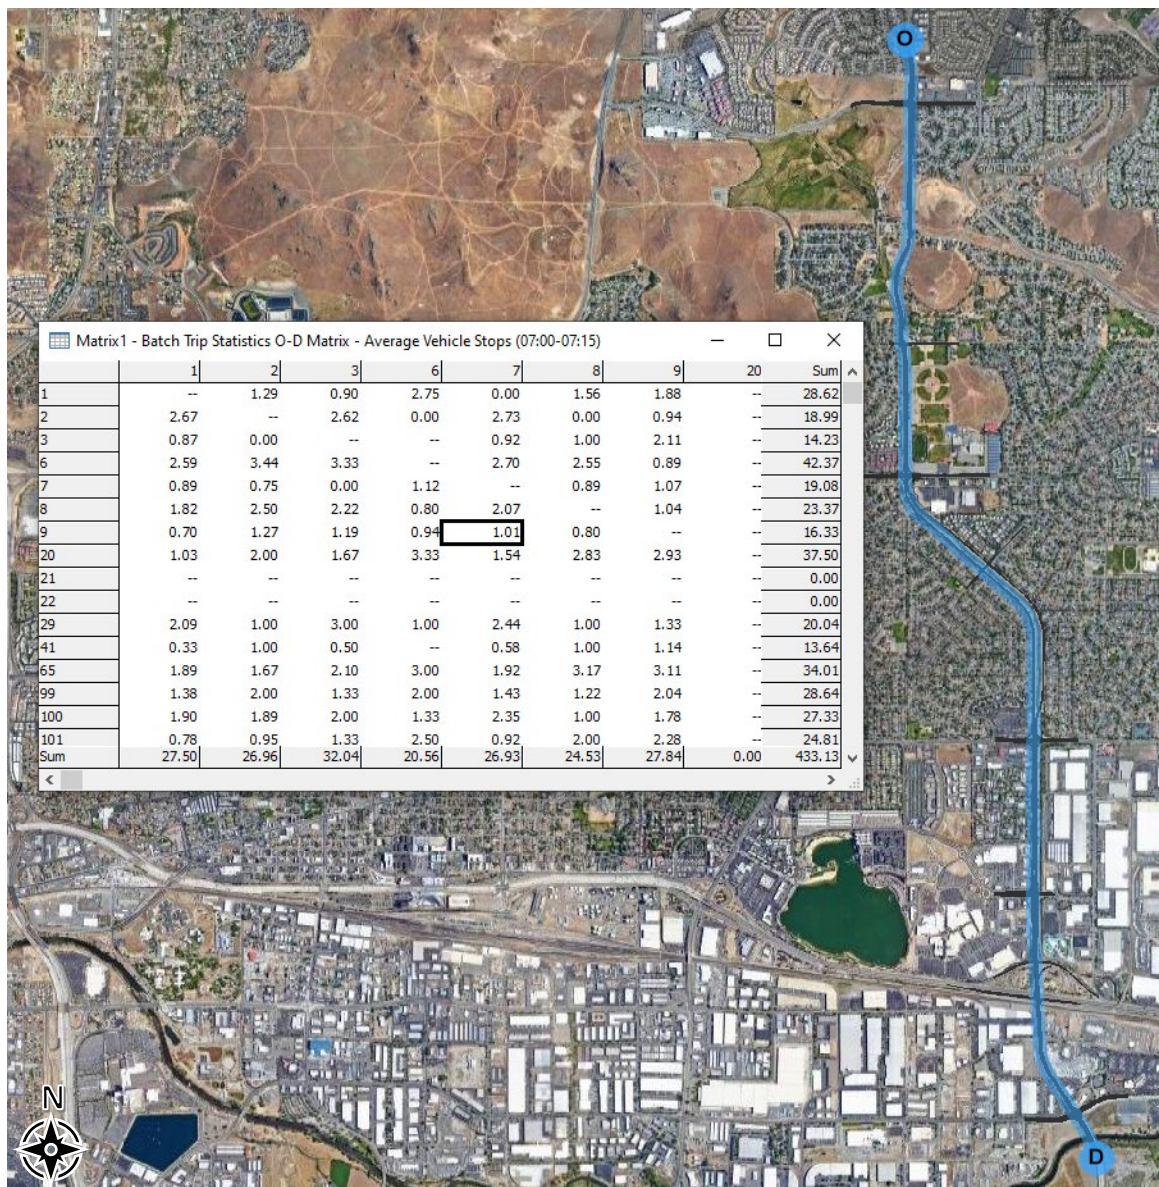 O
Matrix1 - Batch Trip Statistics O-D Matrix - Average Vehicle Stops (07:00-07:15)
1 2 3 6 7 8 9 20 Sum
1 -- 1.29 0.90 2.75 0.00 1.56 1.88 -- 28.62
2 2.67 -- 2.62 0.00 2.73 0.00 0.94 -- 18.99
3 0.87 0.00 -- -- 0.92 1.00 2.11 -- 14.23
6 2.59 3.44 3.33 -- 2.70 2.55 0.89 -- 42.37
7 0.89 0.75 0.00 1.12 -- 0.89 1.07 -- 19.08
8 1.82 2.50 2.22 0.80 2.07 -- 1.04 -- 23.37
9 0.70 1.27 1.19 0.94 1.01 0.80 -- -- 16.33
20 1.03 2.00 1.67 3.33 1.54 2.83 2.93 -- 37.50
21 -- -- -- -- -- -- -- -- 0.00
22 -- -- -- -- -- -- -- -- 0.00
29 2.09 1.00 3.00 1.00 2.44 1.00 1.33 -- 20.04
41 0.33 1.00 0.50 -- 0.58 1.00 1.14 -- 13.64
65 1.89 1.67 2.10 3.00 1.92 3.17 3.11 -- 34.01
99 1.38 2.00 1.33 2.00 1.43 1.22 2.04 -- 28.64
100 1.90 1.89 2.00 1.33 2.35 1.00 1.78 -- 27.33
101 0.78 0.95 1.33 2.50 0.92 2.00 2.28 -- 24.81
Sum 27.50 26.96 32.04 20.56 26.93 24.53 27.84 0.00 433.13
N
D